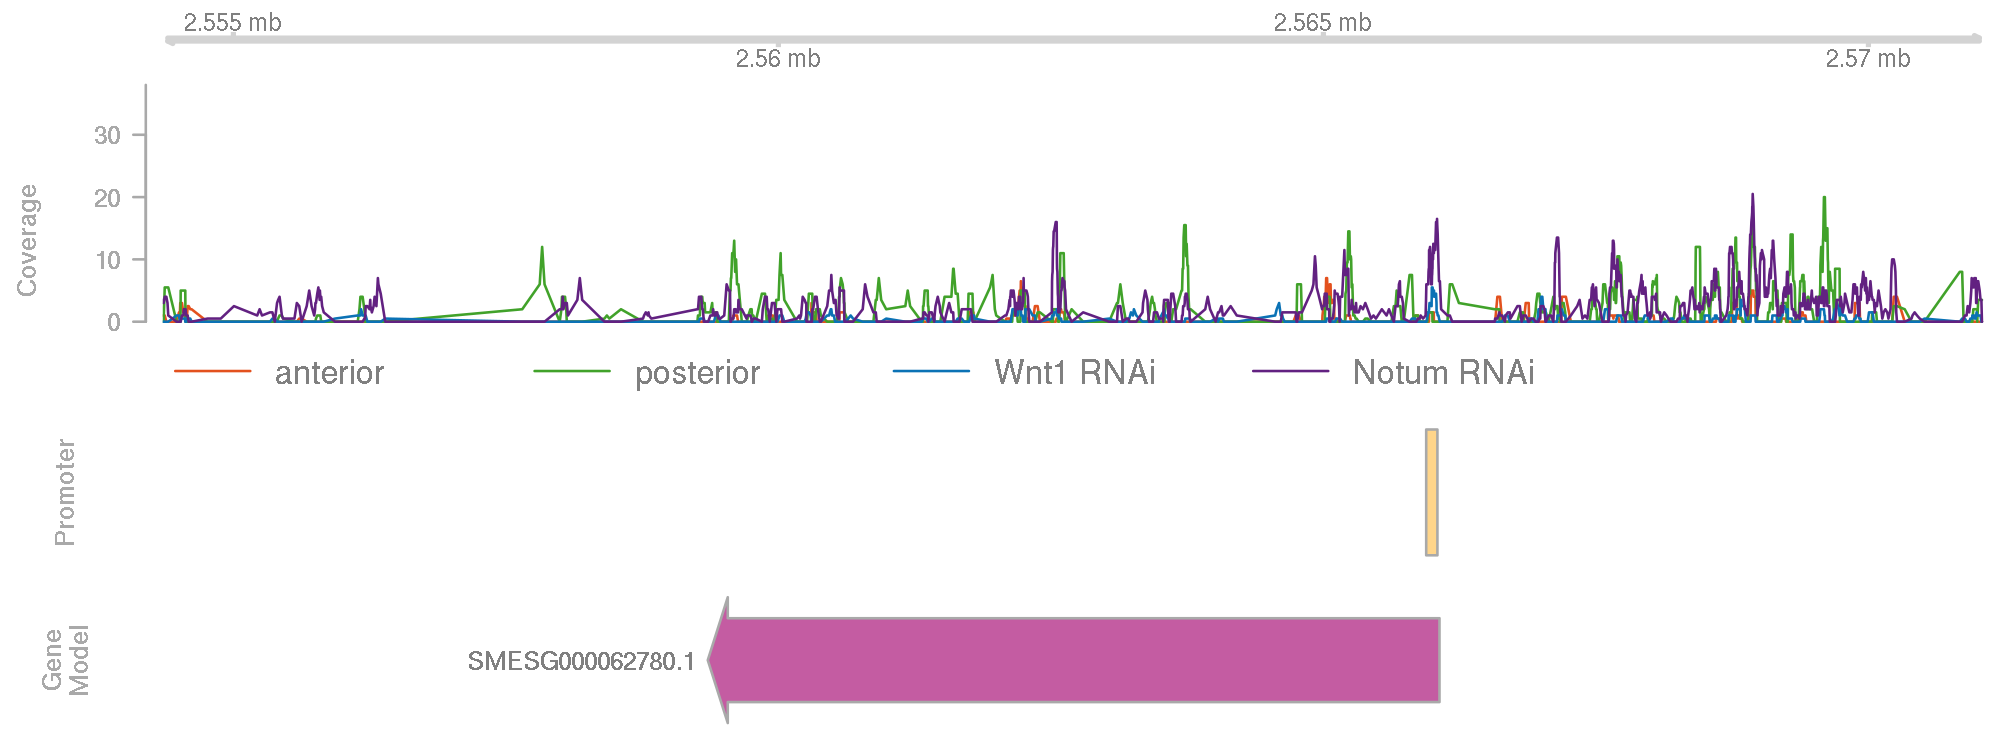 2.555 mb
2.565 mb
2.56 mb
2.57 mb
Coverage
30
20
10
0
anterior posterior Wnt1 RNAi Notum RNAi
Promoter
Gene
Model
SMESG000062780.1